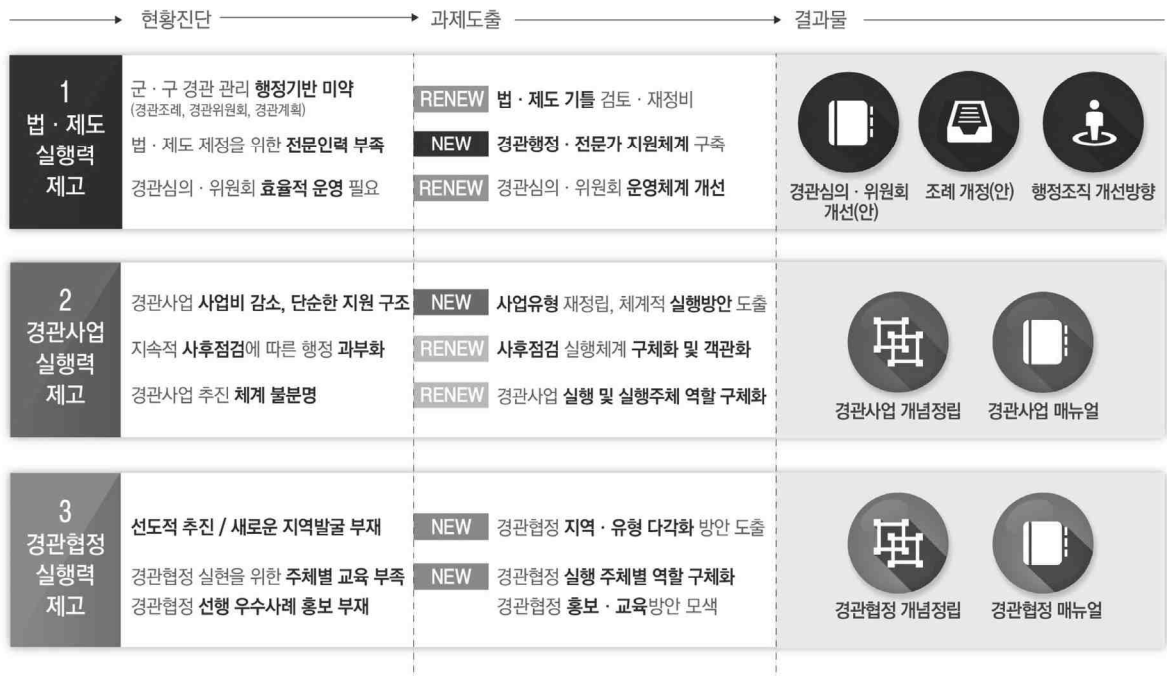 현황진단
과제도출
결과물
1
법 · 제도
실행력
제고
군 · 구 경관 관리 행정기반 미약
(경관조례, 경관위원회, 경관계획)
법 · 제도 제정을 위한 전문인력 부족
경관심의 · 위원회 효율적 운영 필요
RENEW 법 · 제도 기틀 검토 · 재정비
NEW 경관행정 · 전문가 지원체계 구축
RENEW 경관심의 · 위원회 운영체계 개선
경관심의 · 위원회
개선(안)
조례 개정(안)
행정조직 개선방향
2
경관사업
실행력
제고
경관사업 사업비 감소, 단순한 지원 구조
지속적 사후점검에 따른 행정 과부화
경관사업 추진 체계 불분명
NEW 사업유형 재정립, 체계적 실행방안 도출
RENEW 사후점검 실행체계 구체화 및 객관화
RENEW 경관사업 실행 및 실행주체 역할 구체화
경관사업 개념정립
경관사업 매뉴얼
3
경관협정
실행력
제고
선도적 추진 / 새로운 지역발굴 부재
경관협정 실현을 위한 주체별 교육 부족
경관협정 선행 우수사례 홍보 부재
NEW 경관협정 지역 · 유형 다각화 방안 도출
NEW 경관협정 실행 주체별 역할 구체화
경관협정 홍보 · 교육방안 모색
경관협정 개념정립
경관협정 매뉴얼